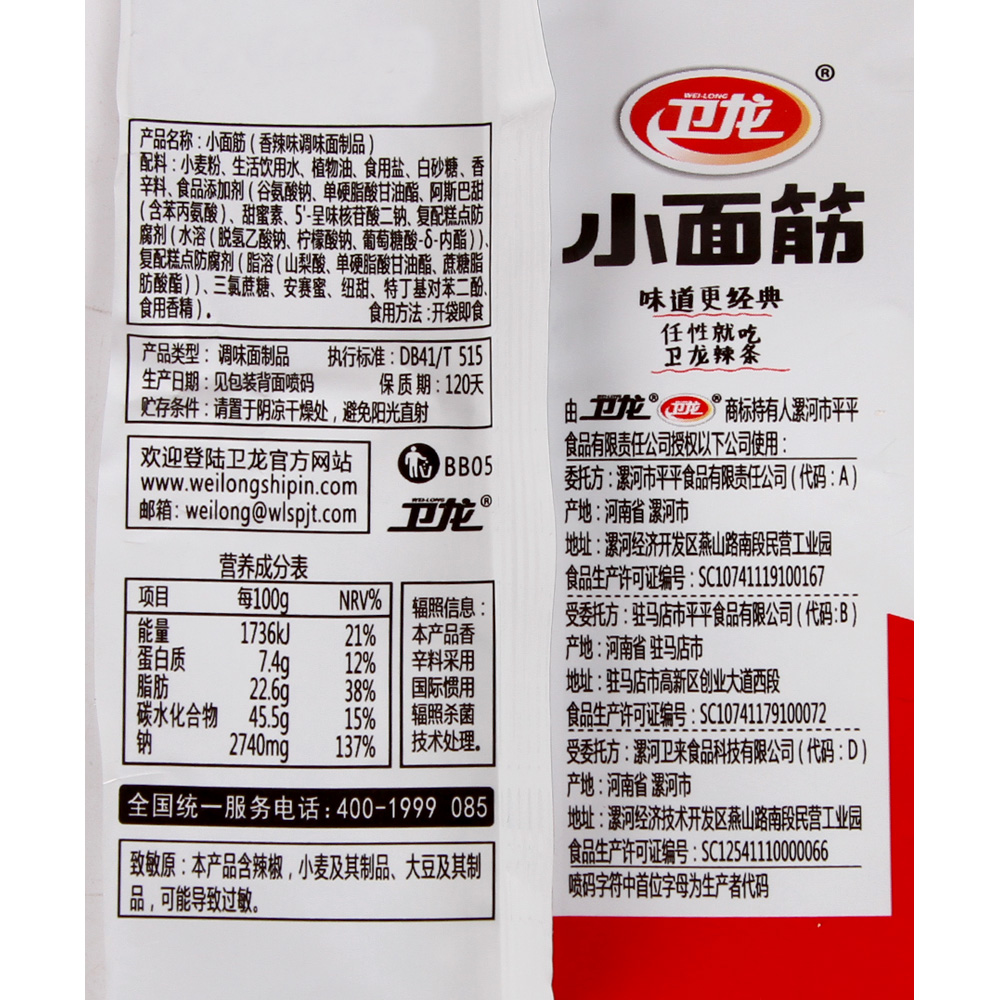 产品名称：小面筋（香辣味调味面制品）
配料：小麦粉、生活饮用水、植物油、食用盐、白砂糖、香
辛料、食品添加剂（谷氨酸钠、单硬脂酸甘油酯、阿斯巴甜
（含苯丙氨酸）、甜蜜素、5'-呈味核苷酸二钠、复配糕点防
腐剂（水溶（脱氢乙酸钠、柠檬酸钠、葡萄糖酸-δ-内酯））、
复配糕点防腐剂（脂溶（山梨酸、单硬脂酸甘油酯、蔗糖脂
肪酸酯））、三氯蔗糖、安赛蜜、纽甜、特丁基对苯二酚、
食用香精）。 食用方法：开袋即食
产品类型：调味面制品 执行标准：DB41/T 515
生产日期：见包装背面喷码 保质期：120天
贮存条件：请置于阴凉干燥处，避免阳光直射
欢迎登陆卫龙官方网站
www.weilongshipin.com
邮箱：weilong@wlspjt.com
BB05
WEI-LONG
卫龙®
营养成分表
项目 每100g NRV%
能量 1736kJ 21%
蛋白质 7.4g 12%
脂肪 22.6g 38%
碳水化合物 45.5g 15%
钠 2740mg 137%
辐照信息：
本产品香
辛料采用
国际惯用
辐照杀菌
技术处理。
全国统一服务电话：400-1999 085
致敏原：本产品含辣椒，小麦及其制品、大豆及其制
品，可能导致过敏。
WEI-LONG
卫龙
®
小面筋
味道更经典
任性就吃
卫龙辣条
由卫龙® 卫龙® 商标持有人漯河市平平
食品有限责任公司授权以下公司使用：
委托方：漯河市平平食品有限责任公司（代码：A）
产地：河南省 漯河市
地址：漯河经济开发区燕山路南段民营工业园
食品生产许可证编号：SC10741119100167
受委托方：驻马店市平平食品有限公司（代码：B）
产地：河南省 驻马店市
地址：驻马店市高新区创业大道西段
食品生产许可证编号：SC10741179100072
受委托方：漯河卫来食品科技有限公司（代码：D）
产地：河南省 漯河市
地址：漯河经济技术开发区燕山路南段民营工业园
食品生产许可证编号：SC12541110000066
喷码字符中首位字母为生产者代码